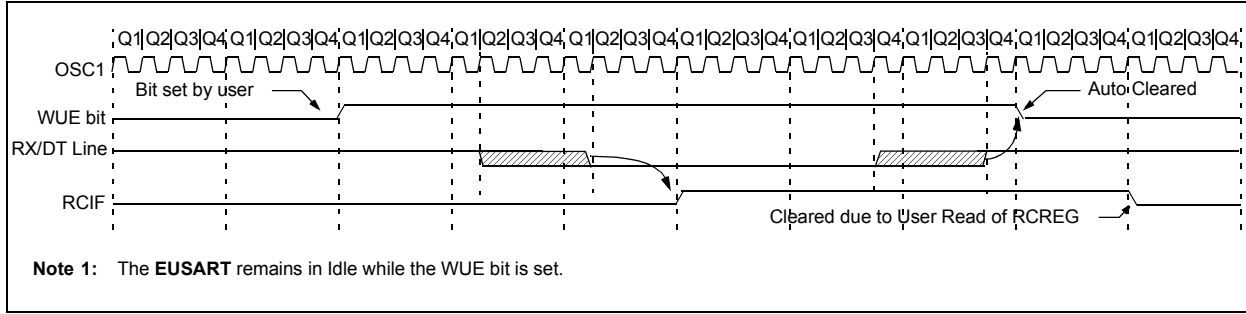 Q1 Q2 Q3 Q4 Q1 Q2 Q3 Q4 Q1 Q2 Q3 Q4 Q1 Q2 Q3 Q4 Q1 Q2 Q3 Q4 Q1 Q2 Q3 Q4 Q1 Q2 Q3 Q4 Q1 Q2 Q3 Q4 Q1 Q2 Q3 Q4 Q1 Q2 Q3 Q4
OSC1
Bit set by user
Auto Cleared
WUE bit
RX/DT Line
RCIF
Cleared due to User Read of RCREG
Note 1: The EUSART remains in Idle while the WUE bit is set.